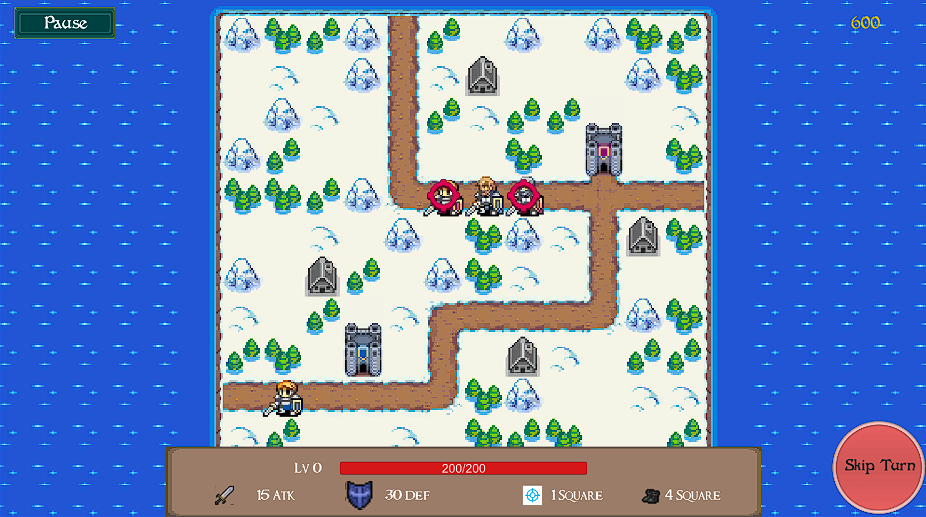 Pause
600
Lv 0
200/200
15 Atk
30 Def
1 Square
4 Square
Skip Turn